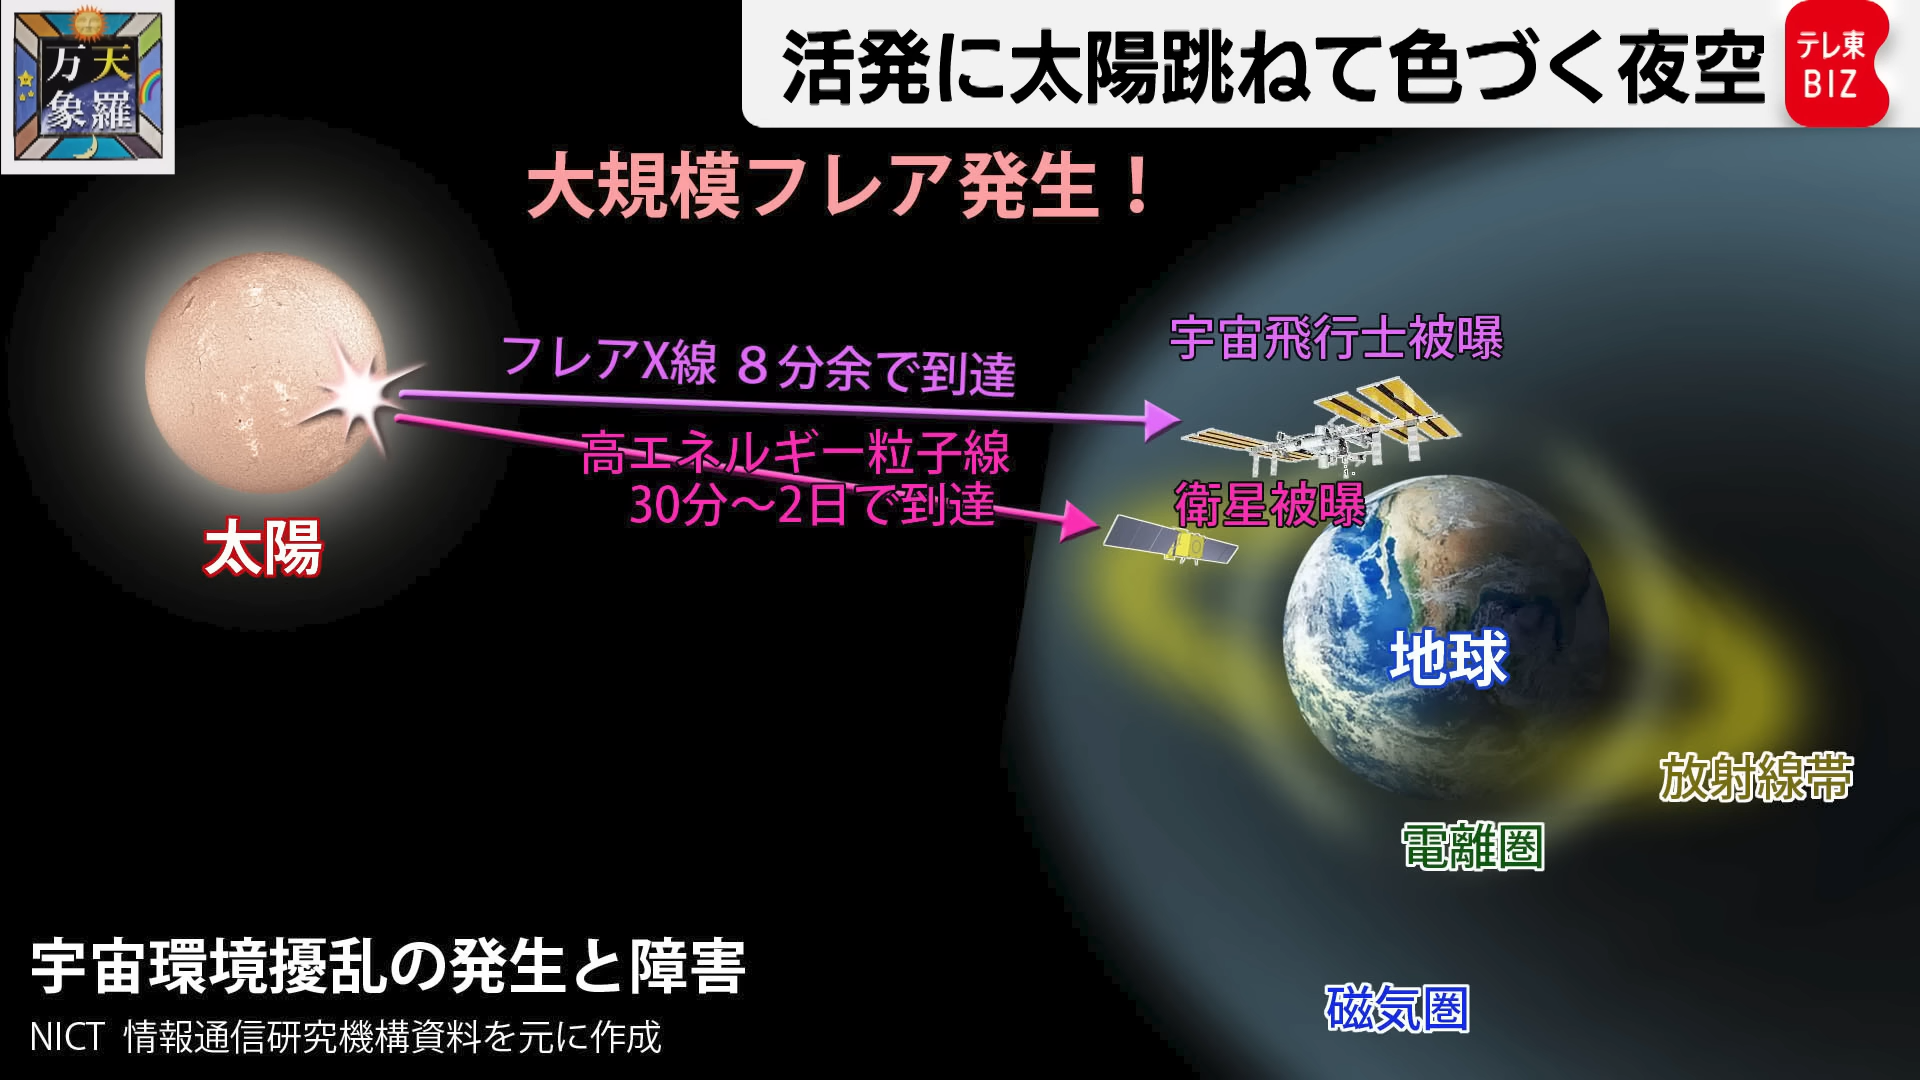 天羅
万象
活発に太陽跳ねて色づく夜空
テレ東
BIZ
大規模フレア発生！
宇宙飛行士被曝
フレアX線 8分余で到達
高エネルギー粒子線
30分～2日で到達
衛星被曝
太陽
地球
放射線帯
電離圏
宇宙環境擾乱の発生と障害
磁気圏
NICT 情報通信研究機構資料を元に作成